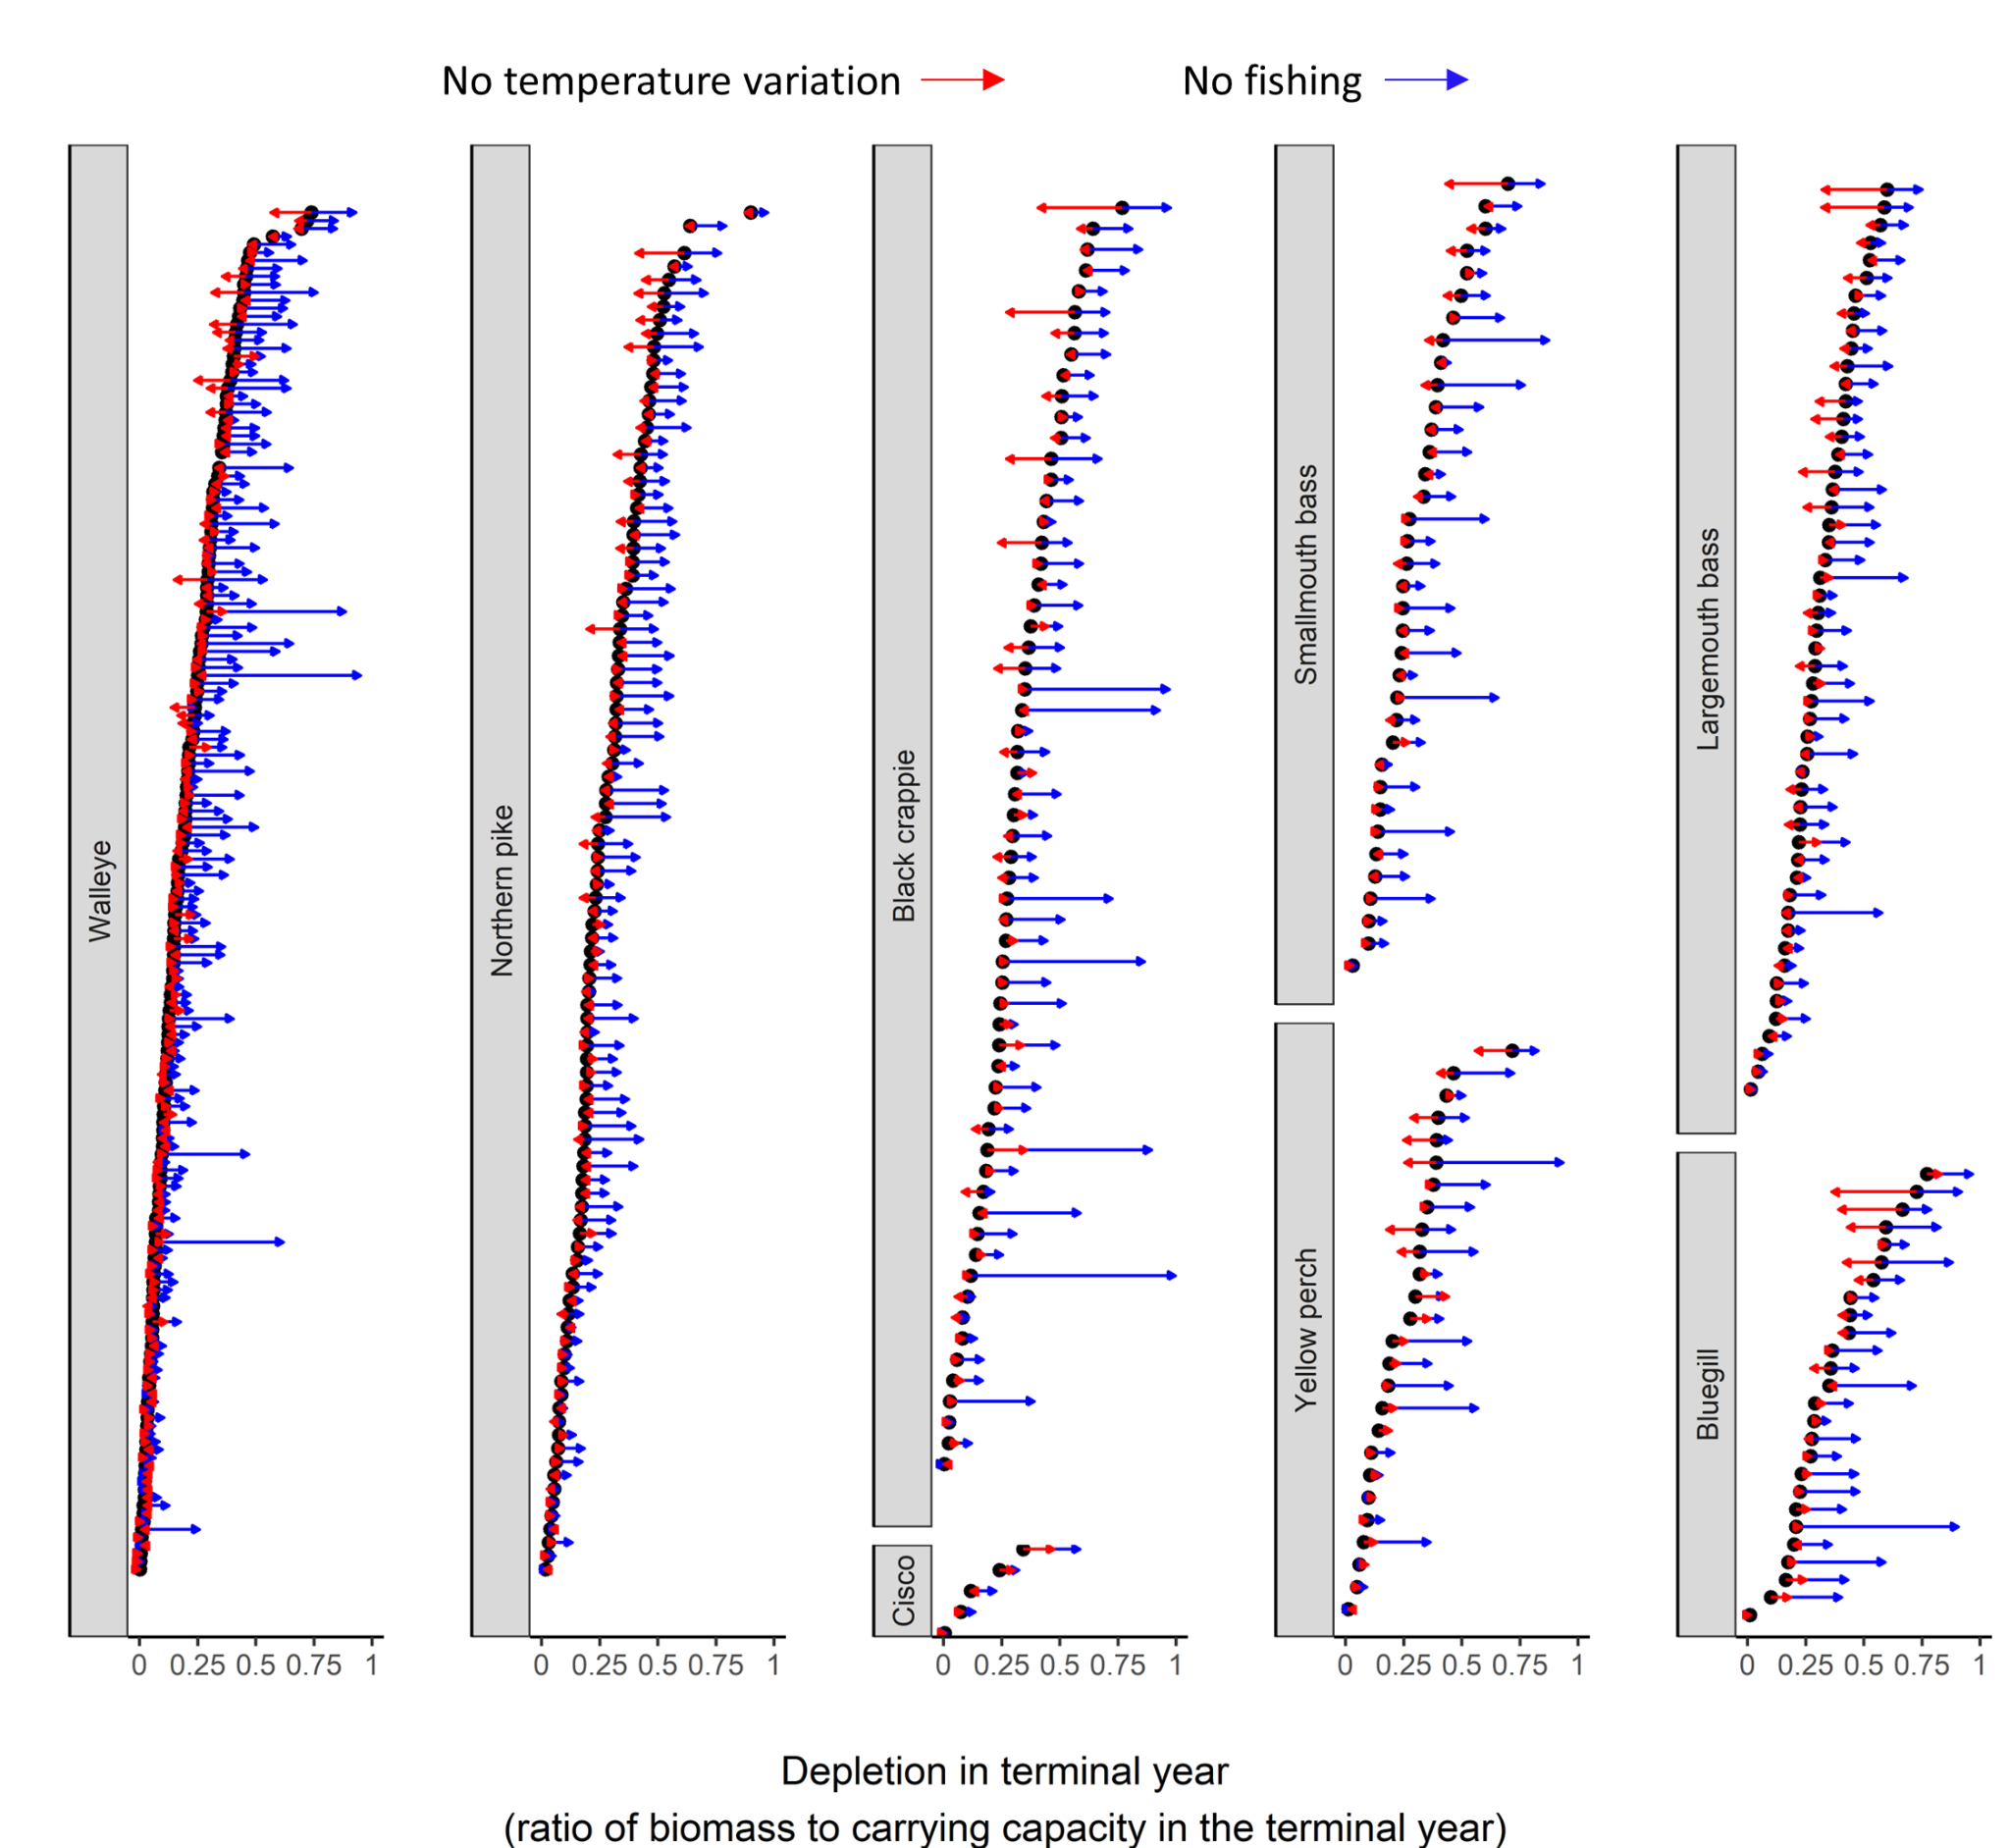 No temperature variation No fishing
Walleye
Northern pike
Black crappie
Cisco
Smallmouth bass
Yellow perch
Largemouth bass
Bluegill
0 0.25 0.5 0.75 1
0 0.25 0.5 0.75 1
0 0.25 0.5 0.75 1
0 0.25 0.5 0.75 1
0 0.25 0.5 0.75 1
Depletion in terminal year
(ratio of biomass to carrying capacity in the terminal year)